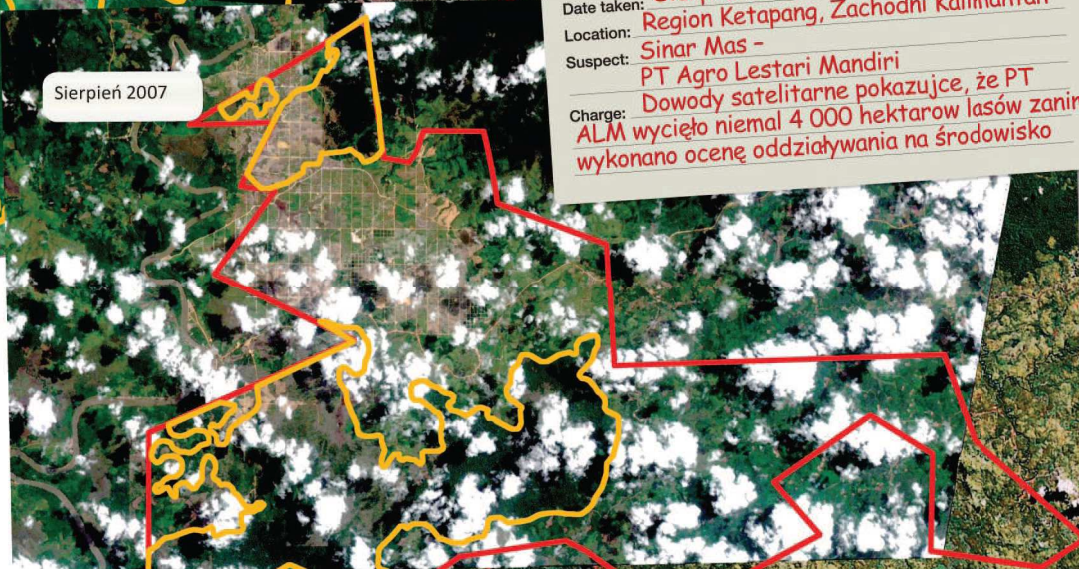 Date taken:
Location: Region Ketapang, Zachodni Kalimantan
Suspect: Sinar Mas –
PT Agro Lestari Mandiri
Charge: Dowody satelitarne pokazujce, że PT
ALM wycięło niemal 4 000 hektarow lasów zanim
wykonano ocenę oddziaływania na środowisko
Sierpień 2007